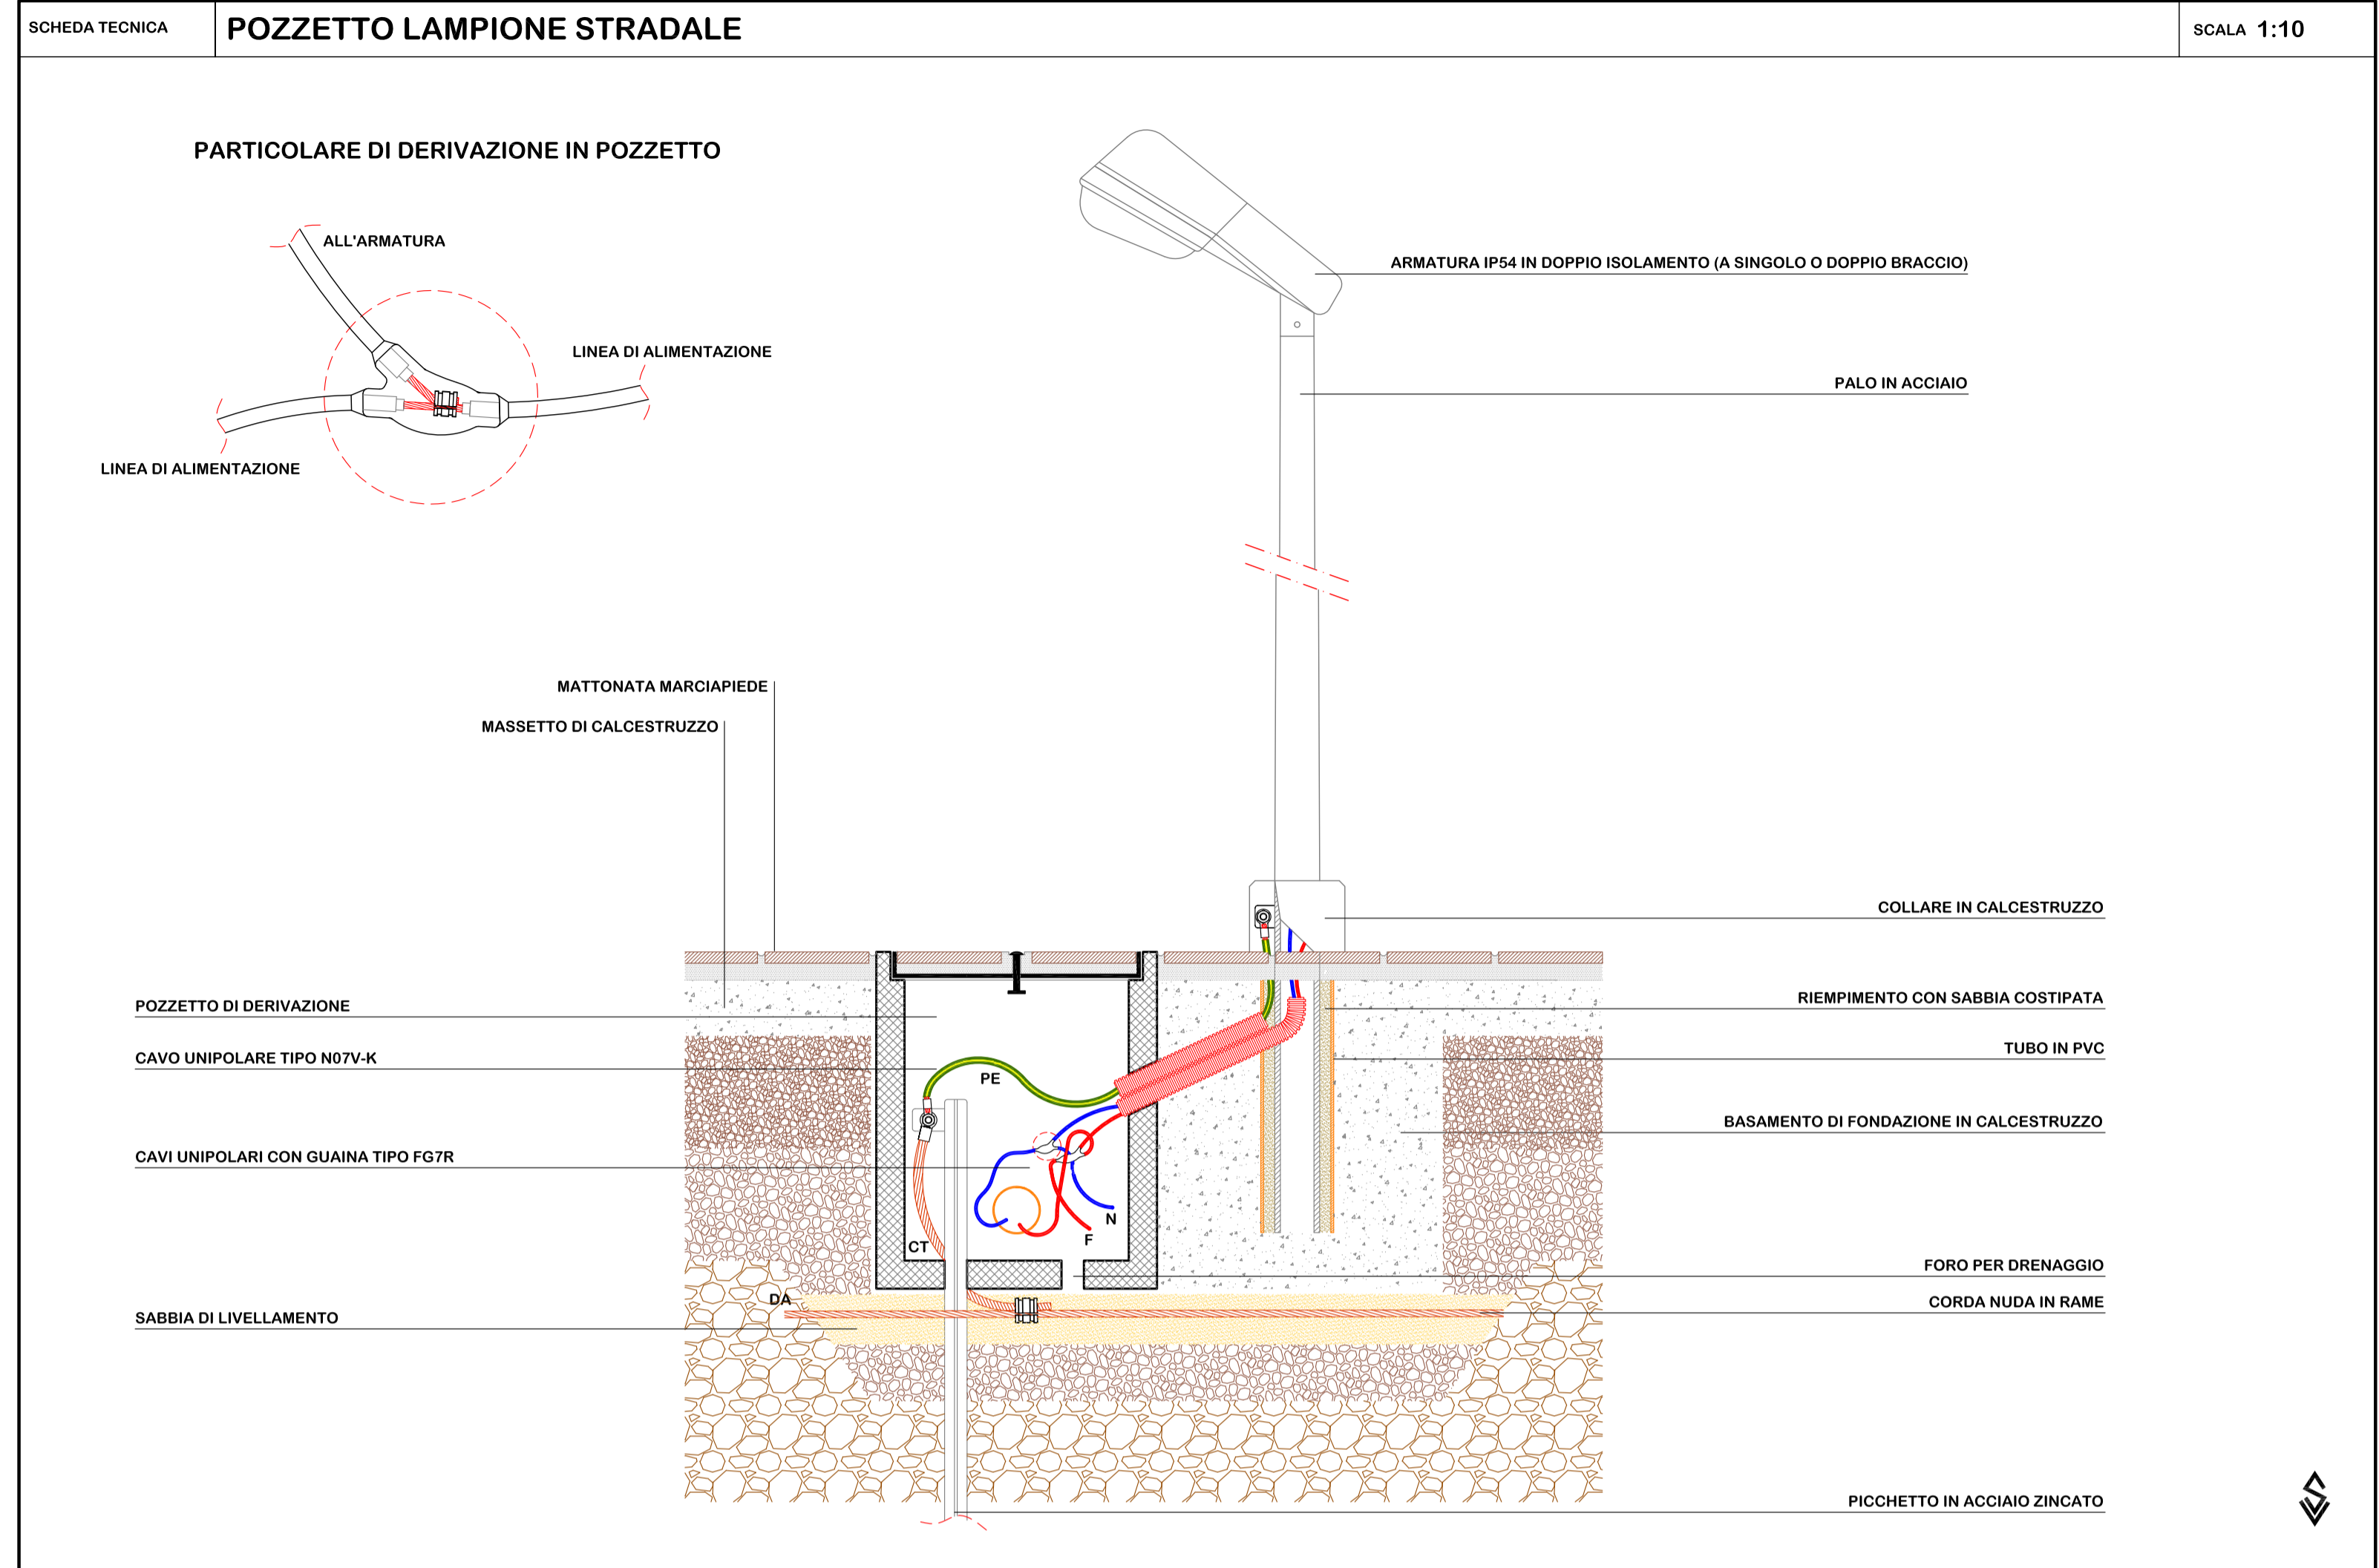 SCHEDA TECNICA
POZZETTO LAMPIONE STRADALE
SCALA 1:10
PARTICOLARE DI DERIVAZIONE IN POZZETTO
ALL'ARMATURA
LINEA DI ALIMENTAZIONE
LINEA DI ALIMENTAZIONE
ARMATURA IP54 IN DOPPIO ISOLAMENTO (A SINGOLO O DOPPIO BRACCIO)
PALO IN ACCIAIO
MATTONATA MARCIAPIEDE
MASSETTO DI CALCESTRUZZO
COLLARE IN CALCESTRUZZO
POZZETTO DI DERIVAZIONE
RIEMPIMENTO CON SABBIA COSTIPATA
CAVO UNIPOLARE TIPO N07V-K
TUBO IN PVC
PE
BASAMENTO DI FONDAZIONE IN CALCESTRUZZO
CAVI UNIPOLARI CON GUAINA TIPO FG7R
N
F
CT
FORO PER DRENAGGIO
DA
CORDA NUDA IN RAME
SABBIA DI LIVELLAMENTO
PICCHETTO IN ACCIAIO ZINCATO